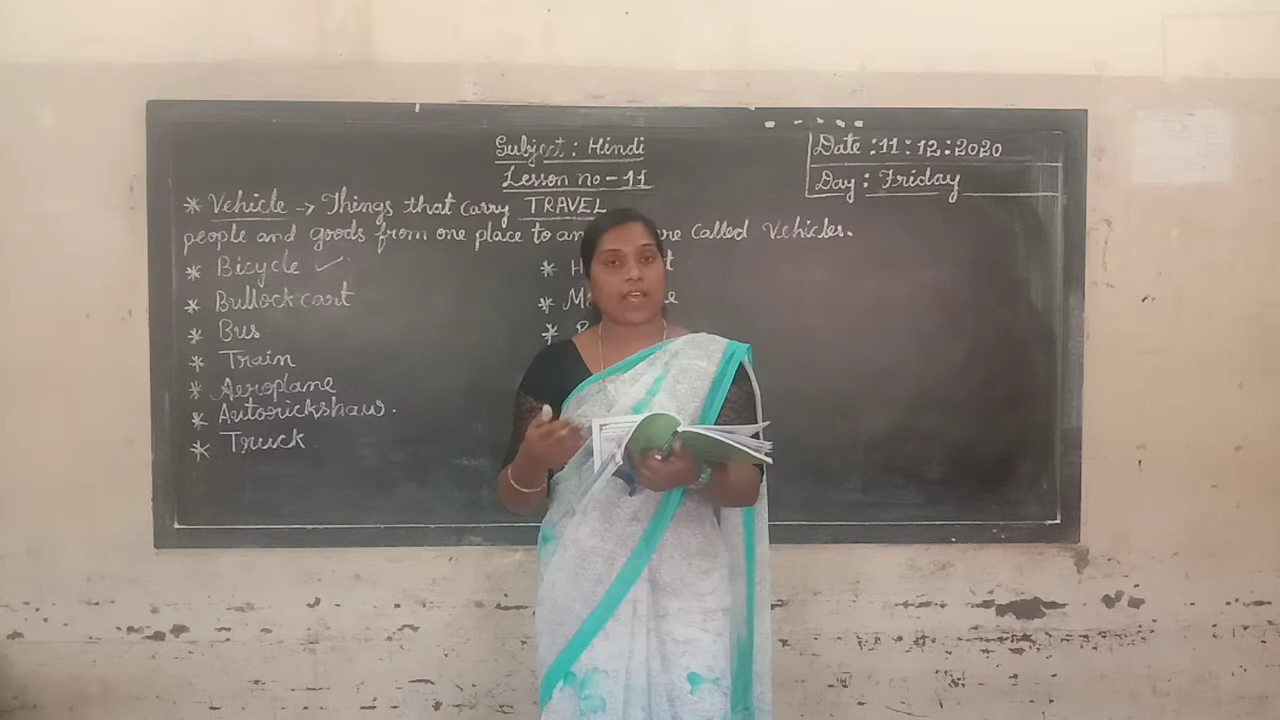 Subject : Hindi
Lesson no - 11
Date : 11:12:2020
Day : Friday
* Vehicle → Things that carry TRAVEL
people and goods from one place to are called Vehicles.
* Bicycle ✓
* Bullock cart
* Bus
* Train
* Aeroplane
* Autorickshaw.
* Truck